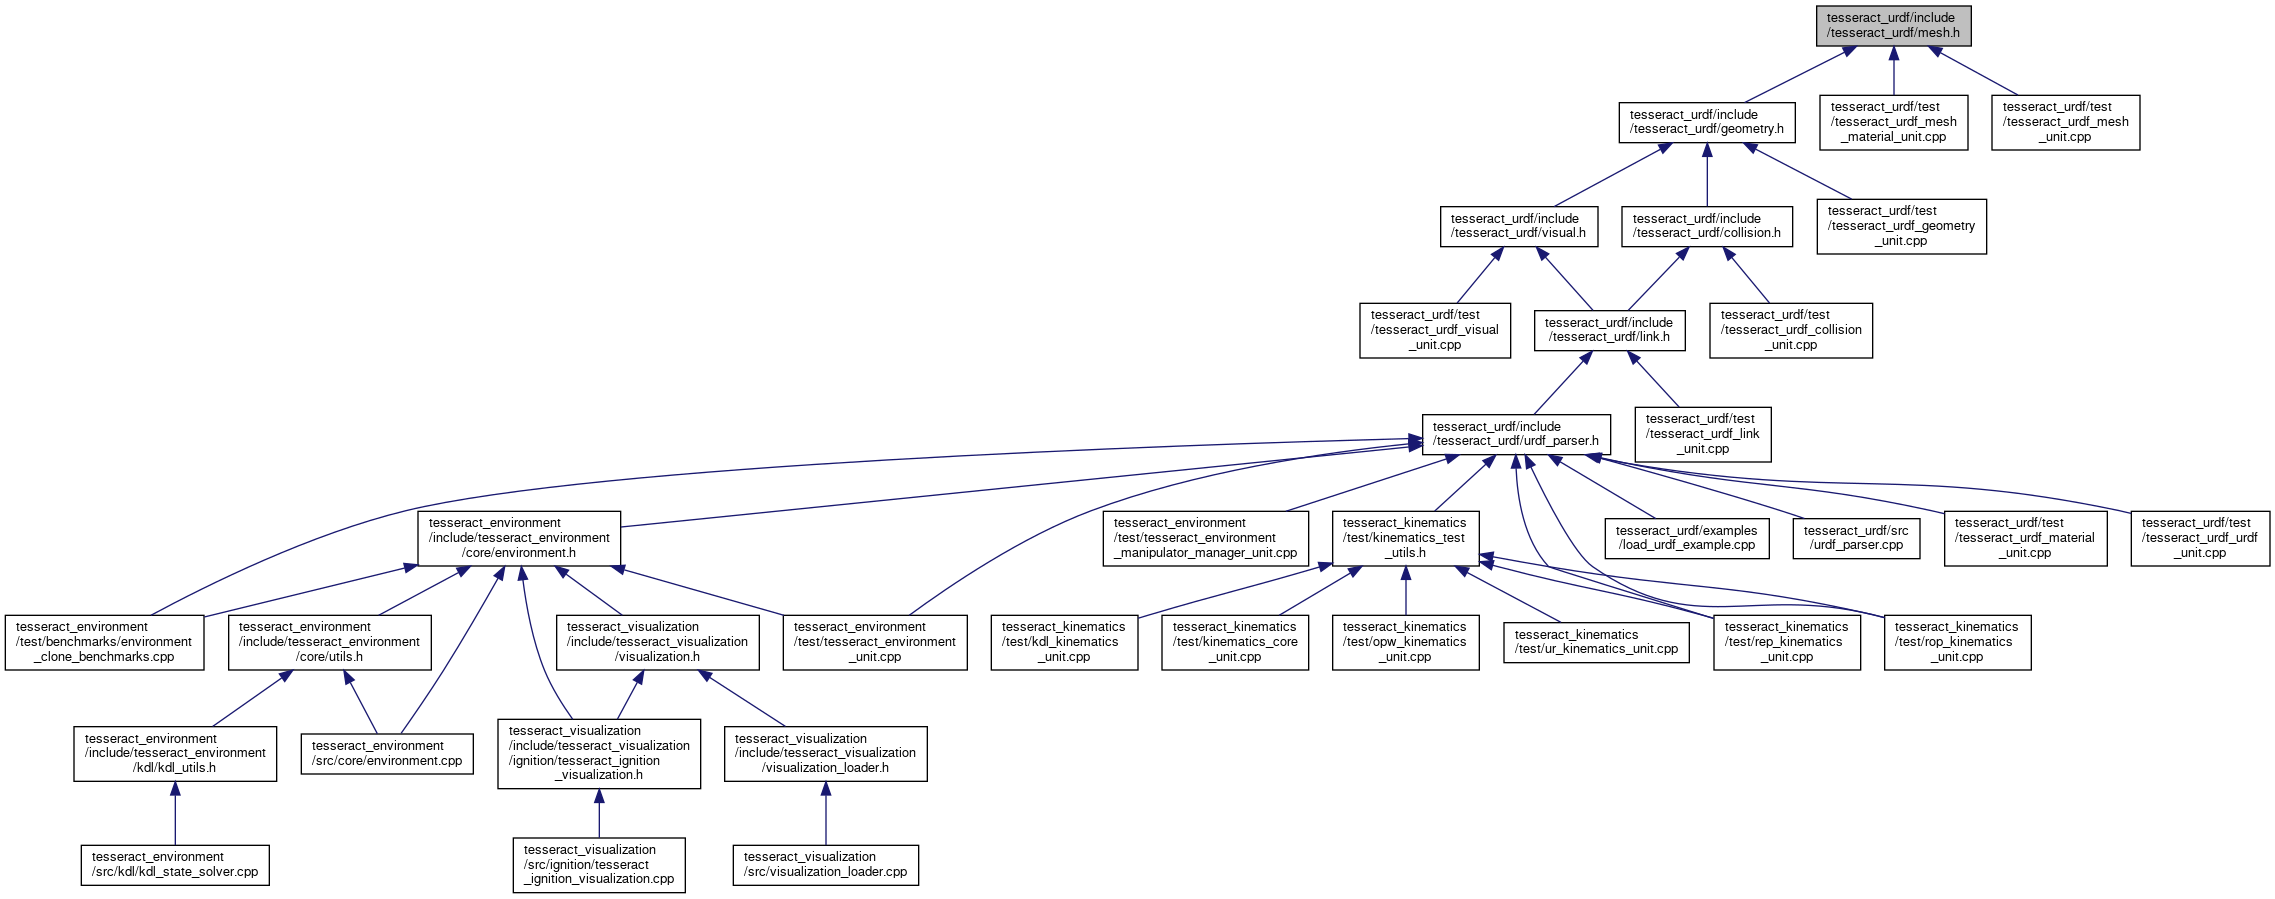 tesseract_urdf/include
/tesseract_urdf/mesh.h
tesseract_urdf/include
/tesseract_urdf/geometry.h
tesseract_urdf/test
/tesseract_urdf_mesh
_material_unit.cpp
tesseract_urdf/test
/tesseract_urdf_mesh
_unit.cpp
tesseract_urdf/include
/tesseract_urdf/visual.h
tesseract_urdf/include
/tesseract_urdf/collision.h
tesseract_urdf/test
/tesseract_urdf_geometry
_unit.cpp
tesseract_urdf/test
/tesseract_urdf_visual
_unit.cpp
tesseract_urdf/include
/tesseract_urdf/link.h
tesseract_urdf/test
/tesseract_urdf_collision
_unit.cpp
tesseract_urdf/include
/tesseract_urdf/urdf_parser.h
tesseract_urdf/test
/tesseract_urdf_link
_unit.cpp
tesseract_environment
/include/tesseract_environment
/core/environment.h
tesseract_environment
/test/tesseract_environment
_manipulator_manager_unit.cpp
tesseract_kinematics
/test/kinematics_test
_utils.h
tesseract_urdf/examples
/load_urdf_example.cpp
tesseract_urdf/src
/urdf_parser.cpp
tesseract_urdf/test
/tesseract_urdf_material
_unit.cpp
tesseract_urdf/test
/tesseract_urdf_urdf
_unit.cpp
tesseract_environment
/test/benchmarks/environment
_clone_benchmarks.cpp
tesseract_environment
/include/tesseract_environment
/core/utils.h
tesseract_visualization
/include/tesseract_visualization
/visualization.h
tesseract_environment
/test/tesseract_environment
_unit.cpp
tesseract_kinematics
/test/kdl_kinematics
_unit.cpp
tesseract_kinematics
/test/kinematics_core
_unit.cpp
tesseract_kinematics
/test/opw_kinematics
_unit.cpp
tesseract_kinematics
/test/ur_kinematics_unit.cpp
tesseract_kinematics
/test/rep_kinematics
_unit.cpp
tesseract_kinematics
/test/rop_kinematics
_unit.cpp
tesseract_environment
/include/tesseract_environment
/kdl/kdl_utils.h
tesseract_environment
/src/core/environment.cpp
tesseract_visualization
/include/tesseract_visualization
/ignition/tesseract_ignition
_visualization.h
tesseract_visualization
/include/tesseract_visualization
/visualization_loader.h
tesseract_environment
/src/kdl/kdl_state_solver.cpp
tesseract_visualization
/src/ignition/tesseract
_ignition_visualization.cpp
tesseract_visualization
/src/visualization_loader.cpp